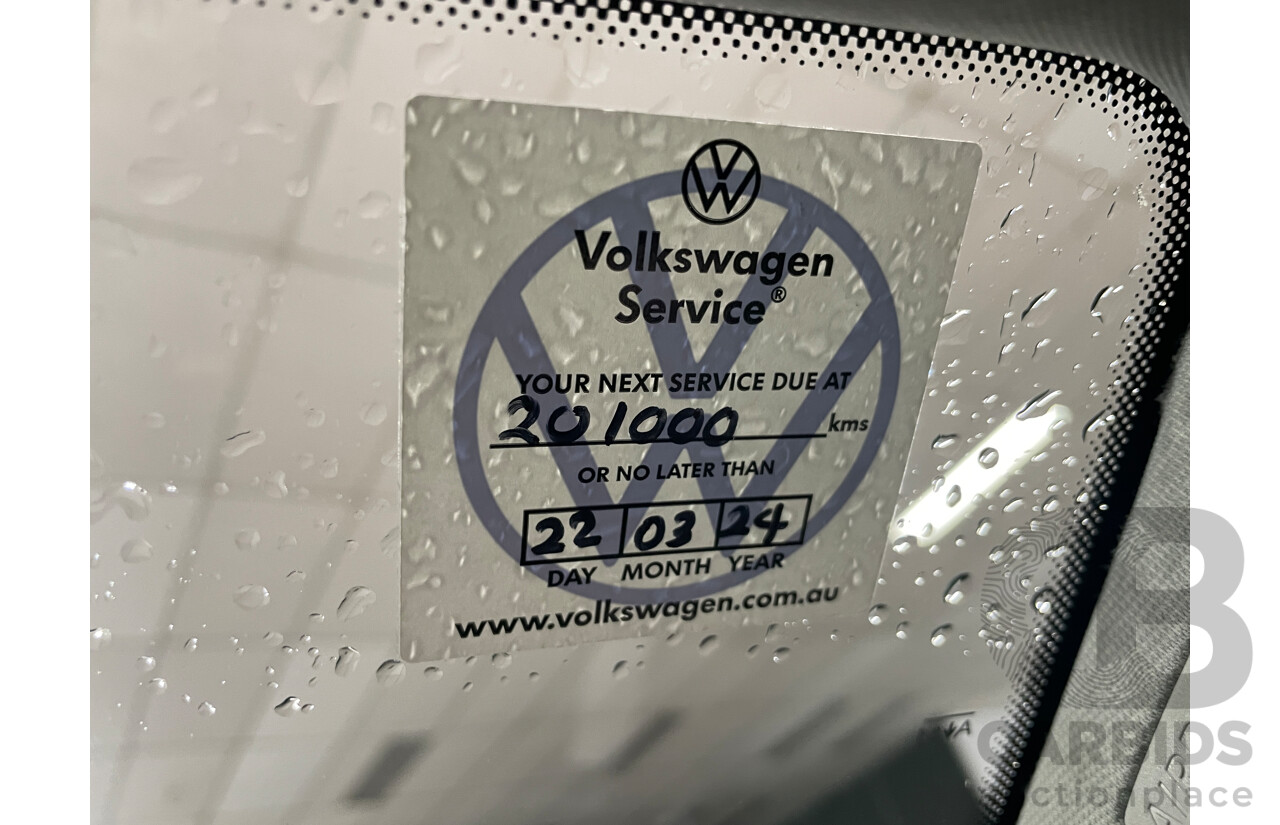 Volkswagen
Service®
YOUR NEXT SERVICE DUE AT
201000 kms
OR NO LATER THAN
22 03 24
DAY MONTH YEAR
www.volkswagen.com.au
CARBIDS